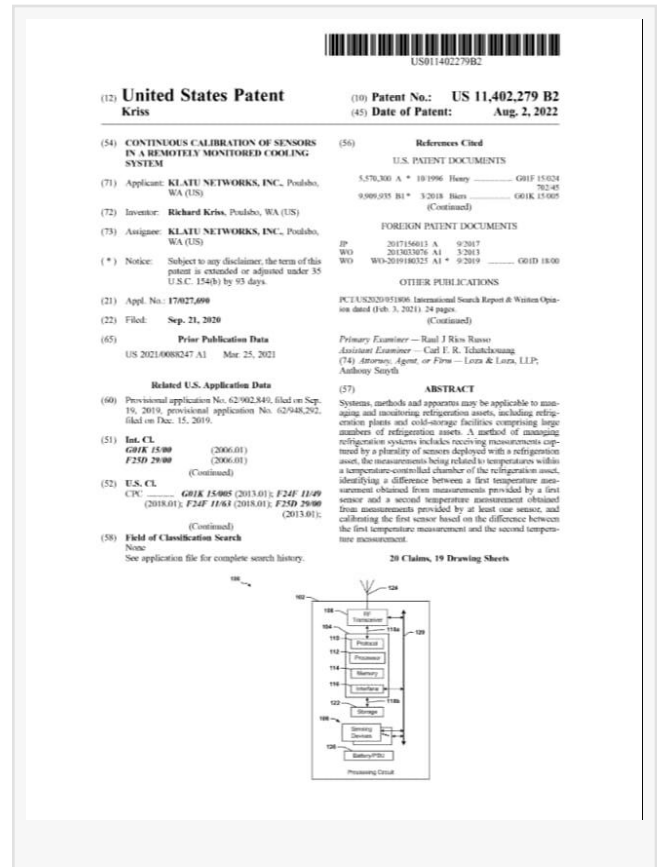 US011402279B2
(12) United States Patent
Kriss
(10) Patent No.: US 11,402,279 B2
(45) Date of Patent: Aug. 2, 2022
(54) CONTINUOUS CALIBRATION OF SENSORS
IN A REMOTELY MONITORED COOLING
SYSTEM
(71) Applicant: KLATU NETWORKS, INC., Poulsbo,
WA (US)
(72) Inventor: Richard Kriss, Poulsbo, WA (US)
(73) Assignee: KLATU NETWORKS, INC., Poulsbo,
WA (US)
( * ) Notice: Subject to any disclaimer, the term of this
patent is extended or adjusted under 35
U.S.C. 154(b) by 93 days.
(21) Appl. No.: 17/027,690
(22) Filed: Sep. 21, 2020
(65) Prior Publication Data
US 2021/0088247 A1 Mar. 25, 2021
Related U.S. Application Data
(60) Provisional application No. 62/902,849, filed on Sep.
19, 2019, provisional application No. 62/948,292,
filed on Dec. 15, 2019.
(51) Int. Cl.
G01K 15/00 (2006.01)
F25D 29/00 (2006.01)
(Continued)
(52) U.S. Cl.
CPC .......... G01K 15/005 (2013.01); F24F 11/49
(2018.01); F24F 11/63 (2018.01); F25D 29/00
(2013.01);
(Continued)
(58) Field of Classification Search
None
See application file for complete search history.
(56) References Cited
U.S. PATENT DOCUMENTS
5,570,300 A * 10/1996 Henry .............. G01F 15/024
702/45
9,909,935 B1* 3/2018 Biers ................ G01K 15/005
(Continued)
FOREIGN PATENT DOCUMENTS
JP 2017156013 A 9/2017
WO 2013033076 A1 3/2013
WO WO-2019180325 A1 * 9/2019 ........... G01D 18/00
OTHER PUBLICATIONS
PCT/US2020/051806. International Search Report & Written Opin-
ion dated (Feb. 3, 2021). 24 pages.
(Continued)
Primary Examiner — Raul J Rios Russo
Assistant Examiner — Carl F. R. Tchatchouang
(74) Attorney, Agent, or Firm — Loza & Loza, LLP;
Anthony Smyth
(57) ABSTRACT
Systems, methods and apparatus may be applicable to man-
aging and monitoring refrigeration assets, including refrig-
eration plants and cold-storage facilities comprising large
numbers of refrigeration assets. A method of managing
refrigeration systems includes receiving measurements cap-
tured by a plurality of sensors deployed with a refrigeration
asset, the measurements being related to temperatures within
a temperature-controlled chamber of the refrigeration asset,
identifying a difference between a first temperature mea-
surement obtained from measurements provided by a first
sensor and a second temperature measurement obtained
from measurements provided by at least one sensor, and
calibrating the first sensor based on the difference between
the first temperature measurement and the second tempera-
ture measurement.
20 Claims, 19 Drawing Sheets
100
124
102
108
RF
Transceiver
104
118a
120
110
Protocol
112
Processor
114
Memory
116
Interface
118b
122
Storage
106
Sensing
Devices
126
Battery/PSU
Processing Circuit